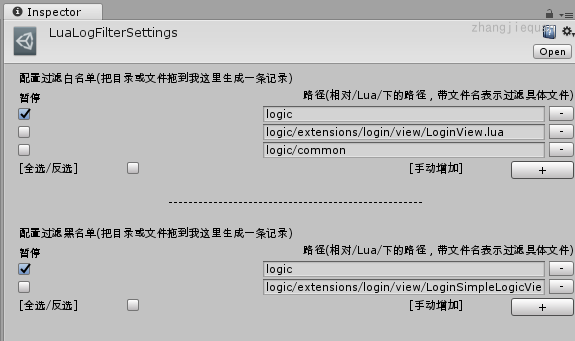 Inspector
LuaLogFilterSettings
zhangjiequ
Open
配置过滤白名单(把目录或文件拖到我这里生成一条记录)
暂停 路径(相对/Lua/下的路径，带文件名表示过滤具体文件)
logic -
logic/extensions/login/view/LoginView.lua -
logic/common -
[全选/反选] [手动增加] +
--------------------------------------------------
配置过滤黑名单(把目录或文件拖到我这里生成一条记录)
暂停 路径(相对/Lua/下的路径，带文件名表示过滤具体文件)
logic -
logic/extensions/login/view/LoginSimpleLogicVie -
[全选/反选] [手动增加] +